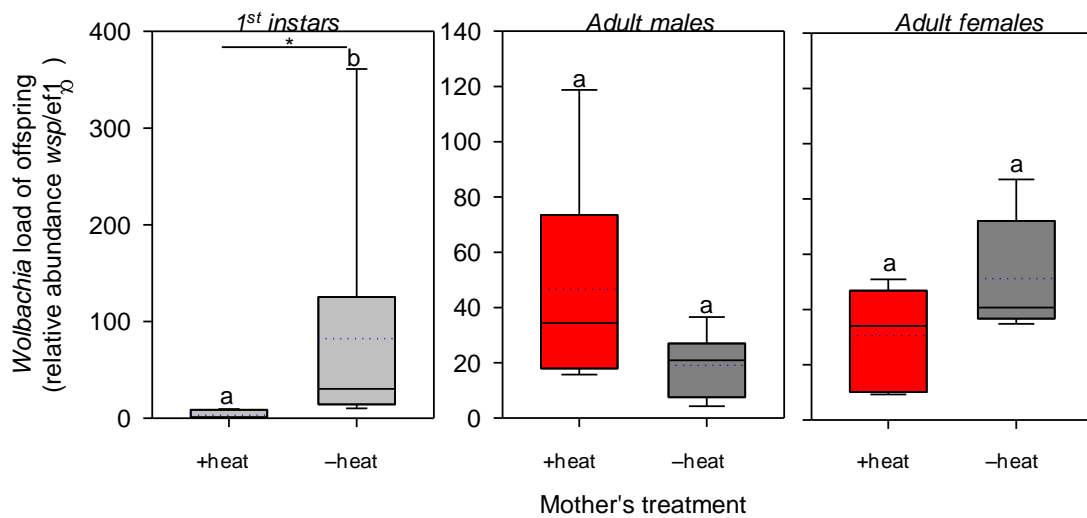 1st instars
Adult males
Adult females
*
b
a
a
a
a
a
400
300
200
100
0
140
120
100
80
60
40
20
0
Wolbachia load of offspring
(relative abundance wsp/ef1
+heat
–heat
+heat
–heat
+heat
–heat
Mother's treatment